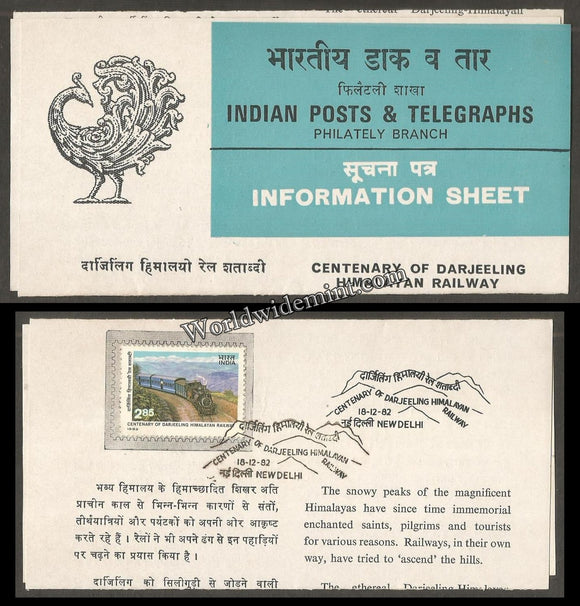 The ethereal Darjeeling-Himalayan
भारतीय डाक व तार
फिलैटली शाखा
INDIAN POSTS & TELEGRAPHS
PHILATELY BRANCH
सूचना पत्र
INFORMATION SHEET
दार्जिलिंग हिमालयो रेल शताब्दी
CENTENARY OF DARJEELING
HIMALAYAN RAILWAY
Worldwidemint.com
भारत
INDIA
285
CENTENARY OF DARJEELING HIMALAYAN RAILWAY
1982
दार्जिलिंग हिमालयी रेल शताब्दी
CENTENARY OF DARJEELING HIMALAYAN
RAILWAY
18-12-82
नई दिल्ली NEW DELHI
दार्जिलिंग हिमालयी रेल शताब्दी
CENTENARY OF DARJEELING HIMALAYAN
RAILWAY
18-12-82
नई दिल्ली NEW DELHI
भव्य हिमालय के हिमाच्छादित शिखर अति
प्राचीन काल से भिन्न-भिन्न कारणों से संतों,
तीर्थयात्रियों और पर्यटकों को अपनी ओर आकृष्ट
करते रहे हैं । रेलों ने भी अपने ढंग से इन पहाड़ियों
पर चढ़ने का प्रयास किया है ।
दार्जिलिंग को सिलीगुड़ी से जोड़ने वाली
The snowy peaks of the magnificent
Himalayas have since time immemorial
enchanted saints, pilgrims and tourists
for various reasons. Railways, in their own
way, have tried to 'ascend' the hills.
The ethereal Darjeeling-Himalayan